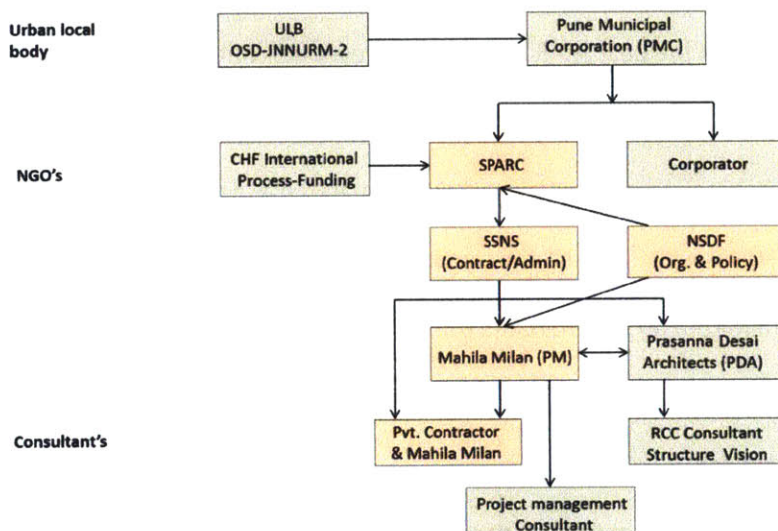 Urban local
body
ULB
OSD-JNNURM-2
Pune Municipal
Corporation (PMC)
NGO's
CHF International
Process-Funding
SPARC
Corporator
SSNS
(Contract/Admin)
NSDF
(Org. & Policy)
Mahila Milan (PM)
Prasanna Desai
Architects (PDA)
Consultant's
Pvt. Contractor
& Mahila Milan
RCC Consultant
Structure Vision
Project management
Consultant